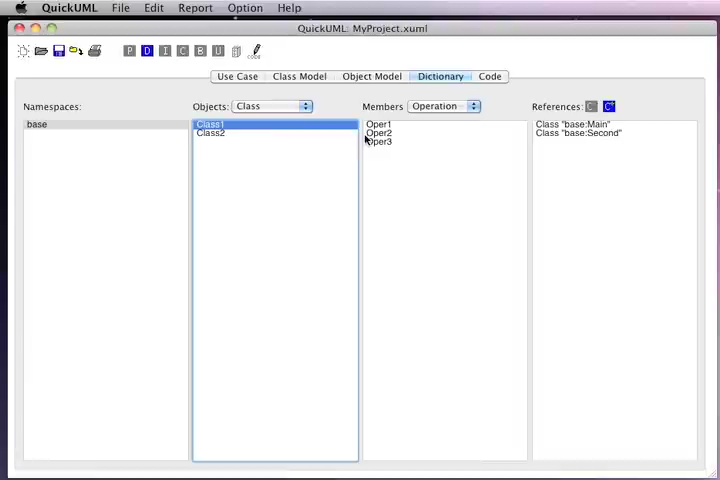 QuickUML File Edit Report Option Help
QuickUML: MyProject.xuml
P D I C B U CODE
Use Case Class Model Object Model Dictionary Code
Namespaces: Objects: Class Members Operation References: C C
base Class1 Oper1 Class "base:Main"
Class2 Oper2 Class "base:Second"
Oper3